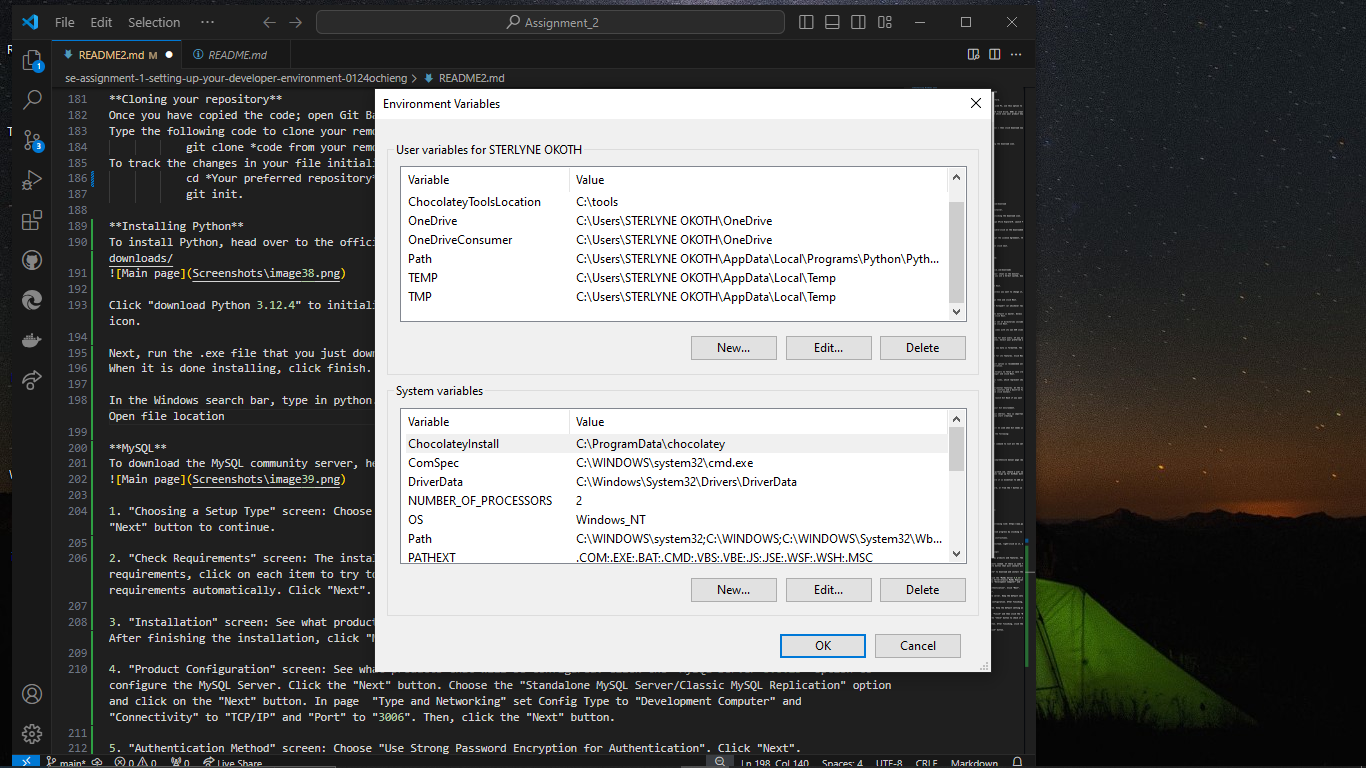 File Edit Selection ··· Assignment_2
README2.md M README.md
se-assignment-1-setting-up-your-developer-environment-0124ochieng > README2.md
181 **Cloning your repository**
182 Once you have copied the code; open Git Ba
183 Type the following code to clone your remo
184 git clone *code from your remo
185 To track the changes in your file initiali
186 cd *Your preferred repository*
187 git init.
188
189 **Installing Python**
190 To install Python, head over to the offici
downloads/
191 ![Main page](Screenshots\image38.png)
192
193 Click "download Python 3.12.4" to initiali
icon.
194
195 Next, run the .exe file that you just down
196 When it is done installing, click finish.
197
198 In the Windows search bar, type in python.
Open file location
199
200 **MySQL**
201 To download the MySQL community server, he
202 ![Main page](Screenshots\image39.png)
203
204 1. "Choosing a Setup Type" screen: Choose
"Next" button to continue.
205
206 2. "Check Requirements" screen: The instal
requirements, click on each item to try to
requirements automatically. Click "Next".
207
208 3. "Installation" screen: See what product
After finishing the installation, click "N
209
210 4. "Product Configuration" screen: See what
configure the MySQL Server. Click the "Next" button. Choose the "Standalone MySQL Server/Classic MySQL Replication" option
and click on the "Next" button. In page "Type and Networking" set Config Type to "Development Computer" and
"Connectivity" to "TCP/IP" and "Port" to "3006". Then, click the "Next" button.
211
212 5. "Authentication Method" screen: Choose "Use Strong Password Encryption for Authentication". Click "Next".
Environment Variables
User variables for STERLYNE OKOTH
Variable Value
ChocolateyToolsLocation C:\tools
OneDrive C:\Users\STERLYNE OKOTH\OneDrive
OneDriveConsumer C:\Users\STERLYNE OKOTH\OneDrive
Path C:\Users\STERLYNE OKOTH\AppData\Local\Programs\Python\Pyth...
TEMP C:\Users\STERLYNE OKOTH\AppData\Local\Temp
TMP C:\Users\STERLYNE OKOTH\AppData\Local\Temp
New... Edit... Delete
System variables
Variable Value
ChocolateyInstall C:\ProgramData\chocolatey
ComSpec C:\WINDOWS\system32\cmd.exe
DriverData C:\Windows\System32\Drivers\DriverData
NUMBER_OF_PROCESSORS 2
OS Windows_NT
Path C:\WINDOWS\system32;C:\WINDOWS;C:\WINDOWS\System32\Wb...
PATHEXT .COM;.EXE;.BAT;.CMD;.VBS;.VBE;.JS;.JSE;.WSF;.WSH;.MSC
New... Edit... Delete
OK Cancel
1
3
main* 0 0 0 Live Share Ln 198, Col 140 Spaces: 4 UTF-8 CRLF Markdown